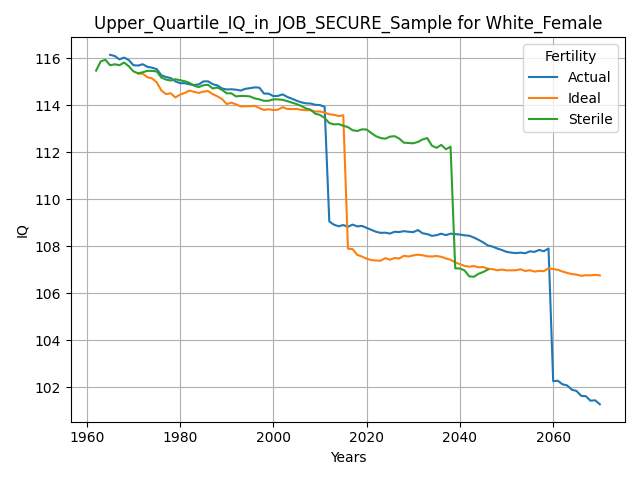 Upper_Quartile_IQ_in_JOB_SECURE_Sample for White_Female
Fertility
Actual
Ideal
Sterile
IQ
116
114
112
110
108
106
104
102
1960 1980 2000 2020 2040 2060
Years